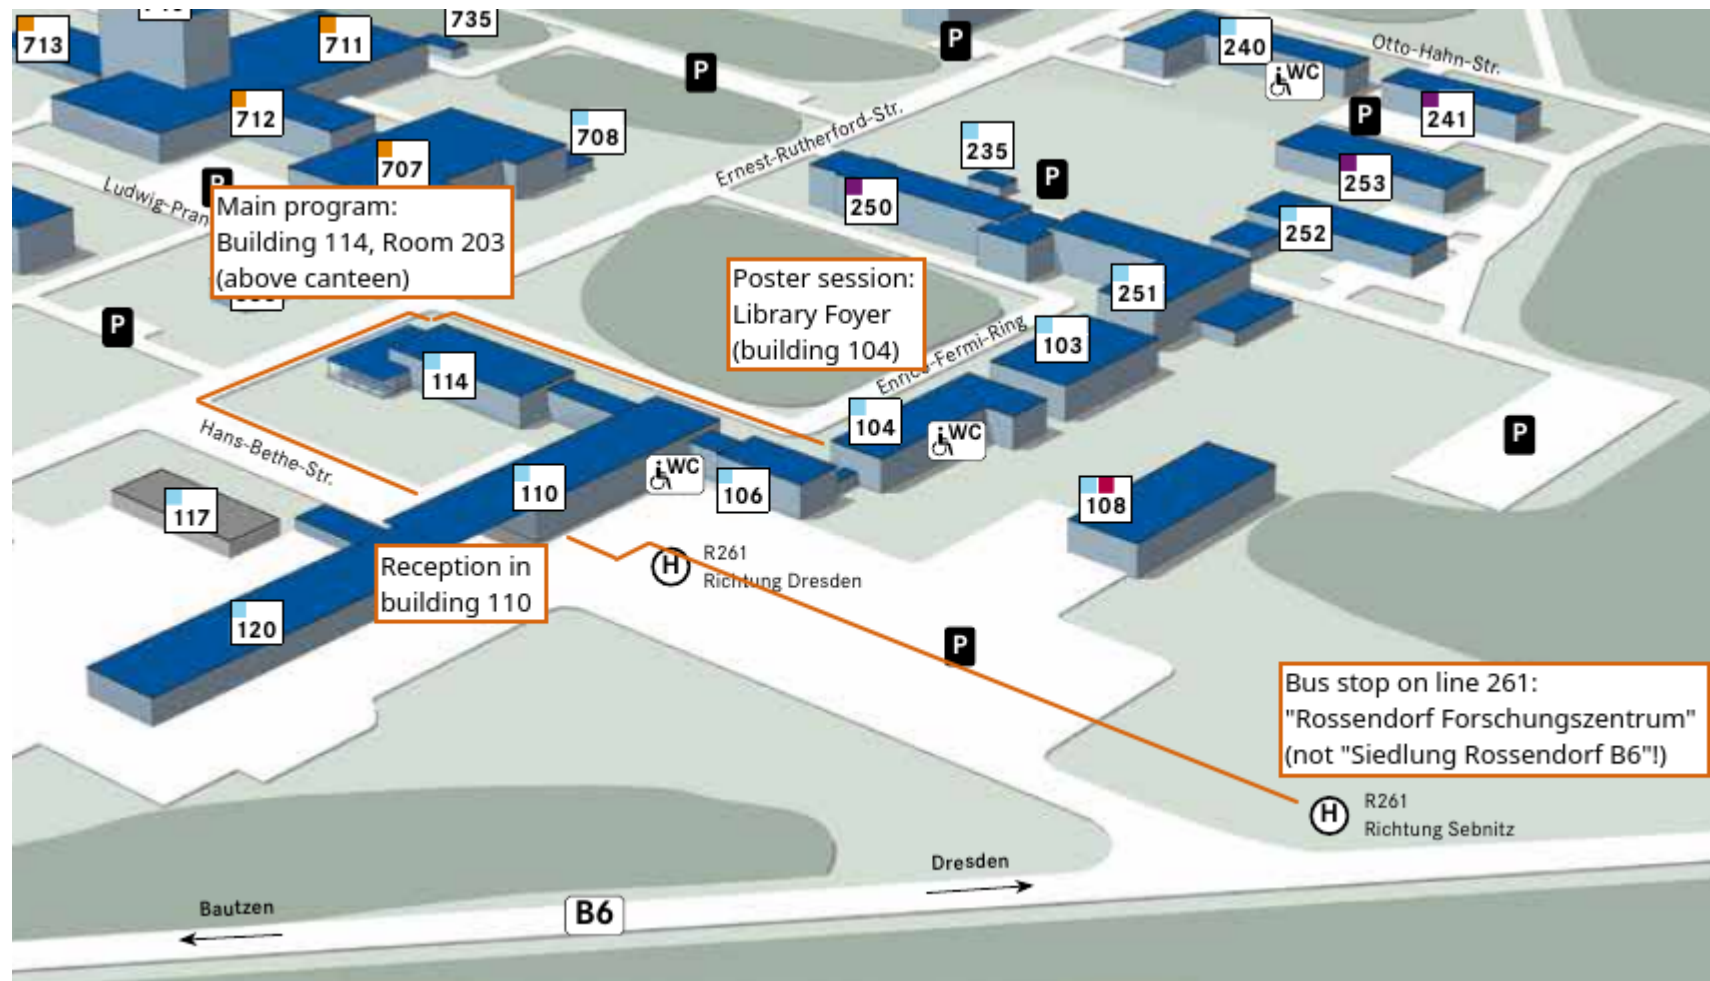 735
713
711
P
P
240
Otto-Hahn-Str.
WC
712
708
Ernest-Rutherford-Str.
P
241
707
235
P
253
Main program:
Building 114, Room 203
(above canteen)
250
252
Poster session:
Library Foyer
(building 104)
251
P
Enrico-Fermi-Ring
103
114
104
WC
P
Hans-Bethe-Str.
WC
110
106
108
117
Reception in
building 110
H
R261
Richtung Dresden
120
P
Bus stop on line 261:
"Rossendorf Forschungszentrum"
(not "Siedlung Rossendorf B6"!)
H
R261
Richtung Sebnitz
Dresden
Bautzen
B6